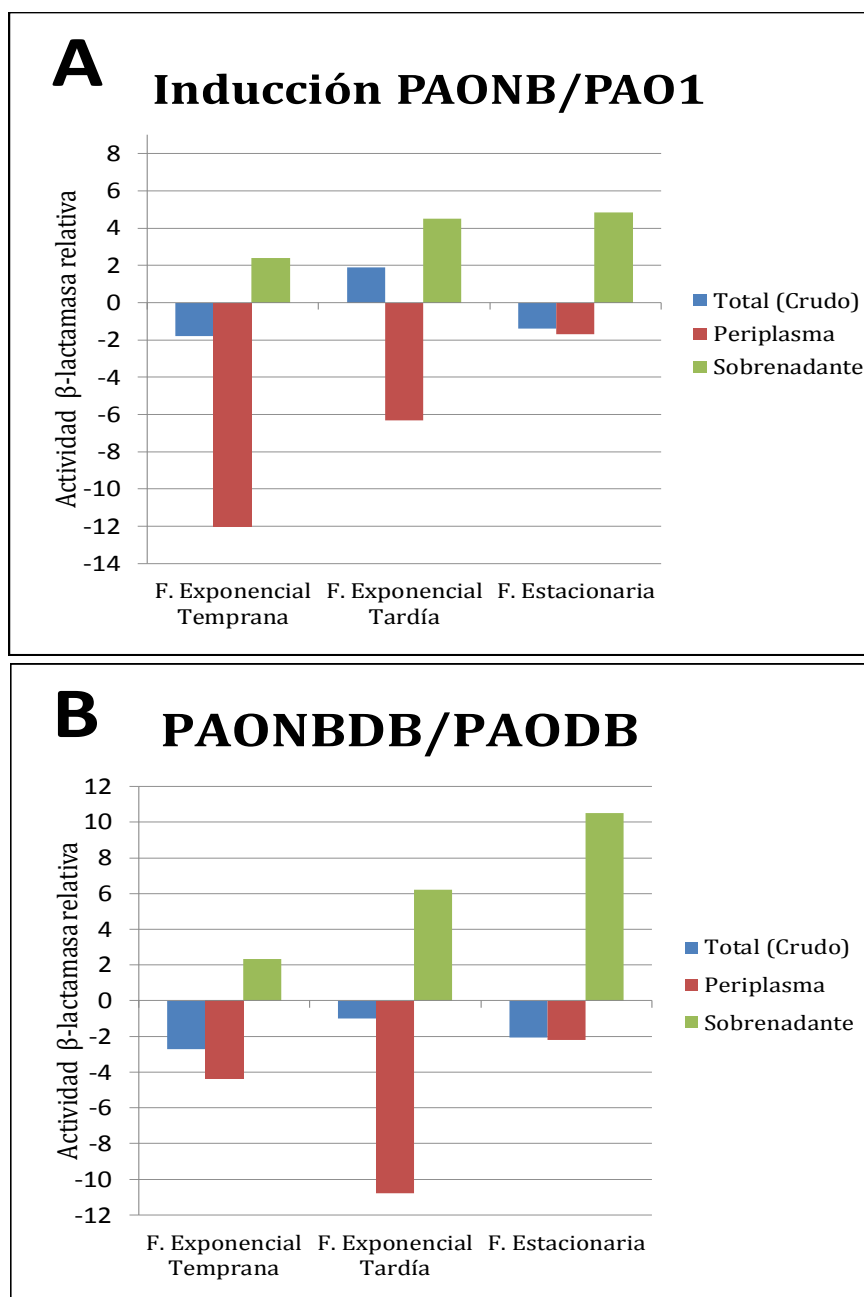 A
Inducción PAONB/PAO1
Actividad β-lactamasa relativa
8
6
4
2
0
-2
-4
-6
-8
-10
-12
-14
F. Exponencial
Temprana
F. Exponencial
Tardía
F. Estacionaria
Total (Crudo)
Periplasma
Sobrenadante
B
PAONBDB/PAODB
Actividad β-lactamasa relativa
12
10
8
6
4
2
0
-2
-4
-6
-8
-10
-12
F. Exponencial
Temprana
F. Exponencial
Tardía
F. Estacionaria
Total (Crudo)
Periplasma
Sobrenadante